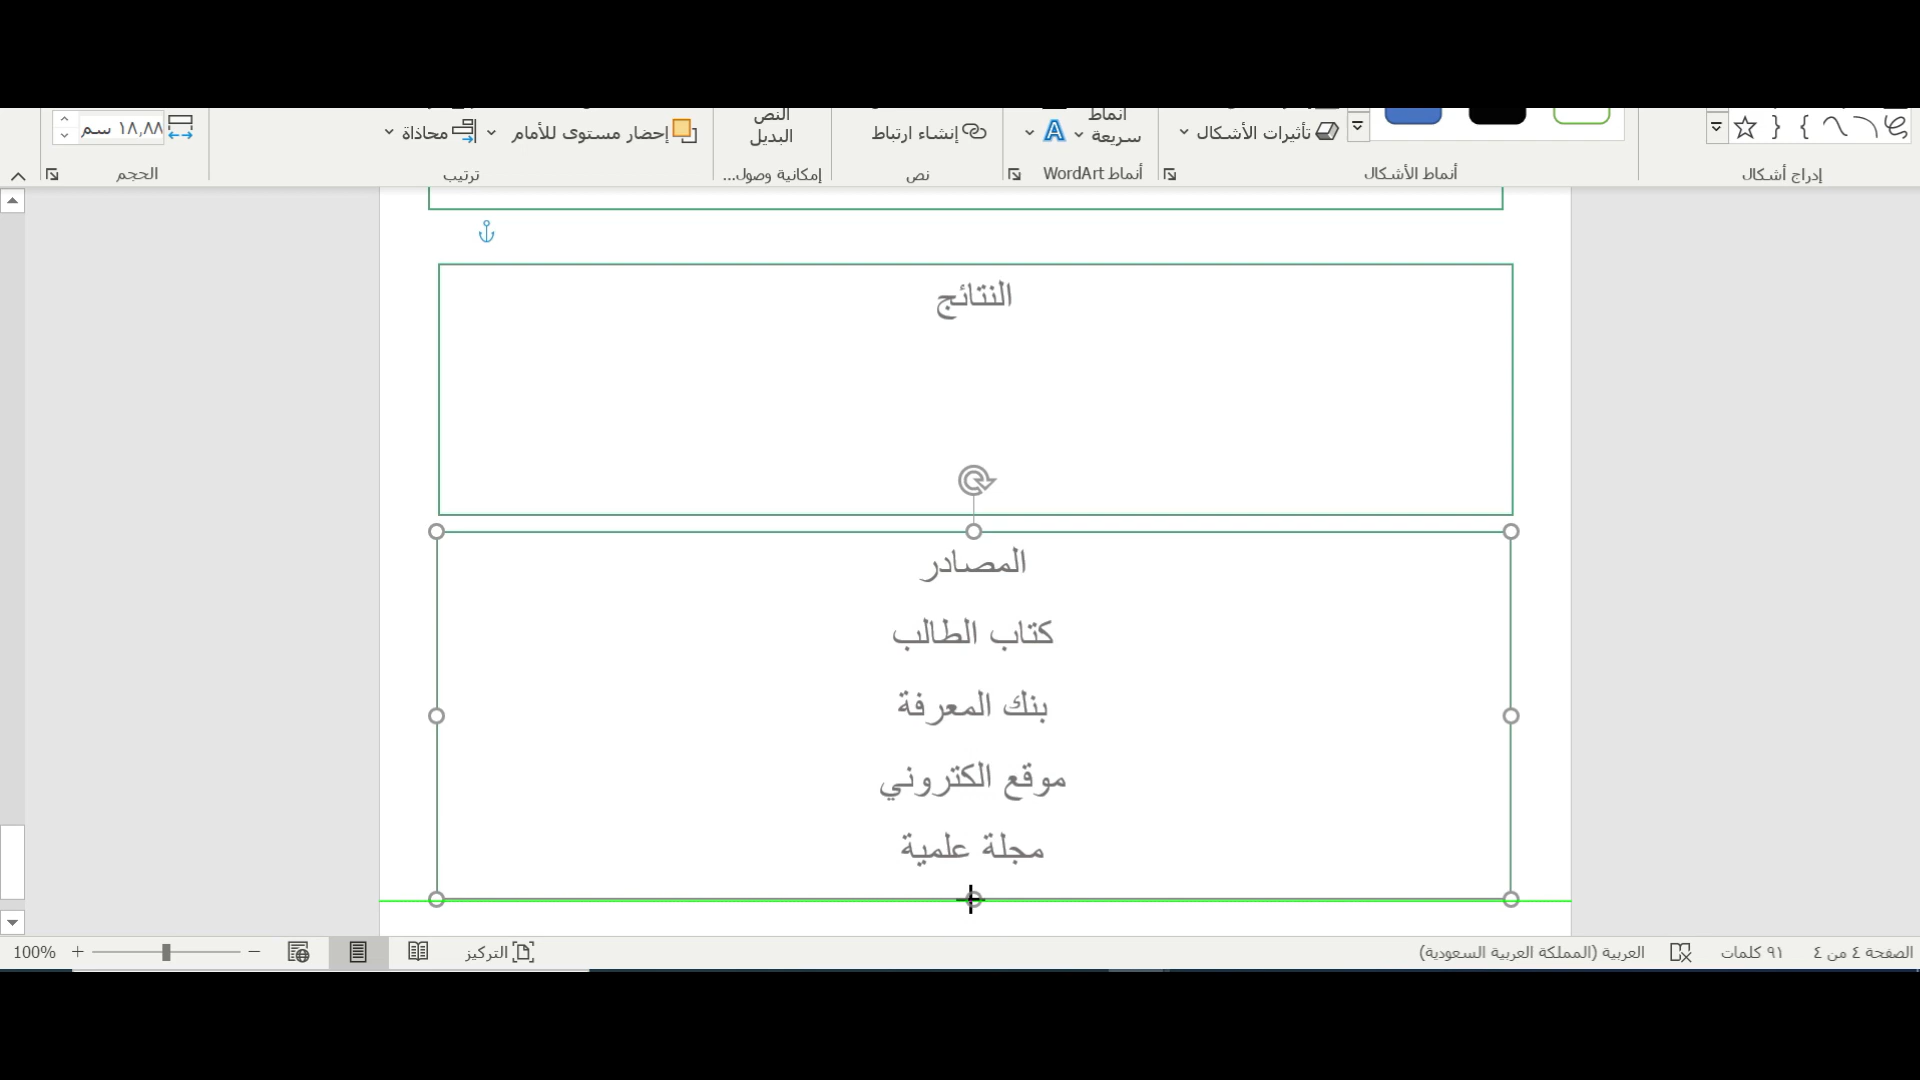 إدراج أشكال
تأثيرات الأشكال
أنماط الأشكال
أنماط
سريعة
أنماط WordArt
إنشاء ارتباط
نص
النص
البديل
إمكانية وصول...
إحضار مستوى للأمام
محاذاة
ترتيب
١٨,٨٨ سم
الحجم
النتائج
المصادر
كتاب الطالب
بنك المعرفة
موقع الكتروني
مجلة علمية
الصفحة ٤ من ٤
٩١ كلمات
العربية (المملكة العربية السعودية)
التركيز
100%